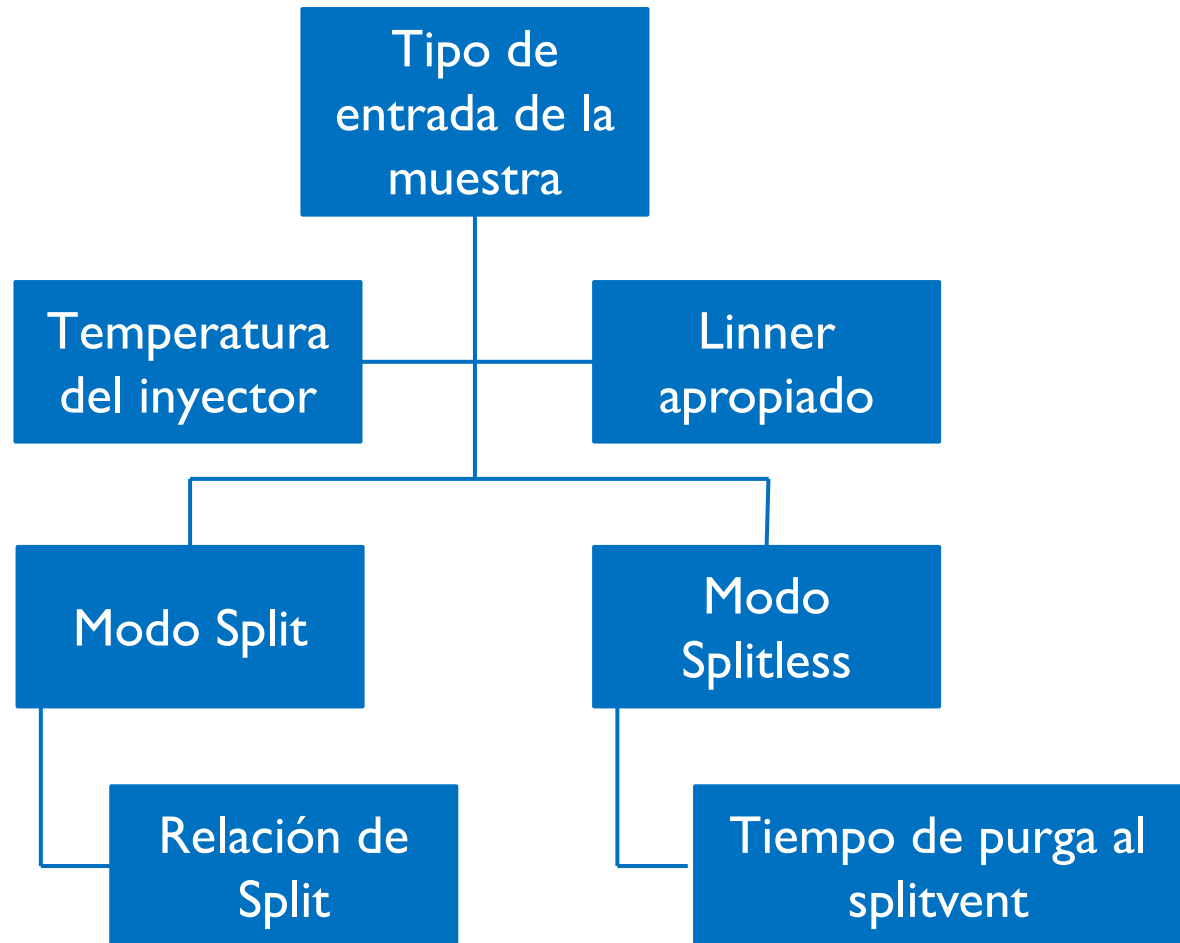 Tipo de
entrada de la
muestra
Temperatura
del inyector
Linner
apropiado
Modo Split
Modo
Splitless
Relación de
Split
Tiempo de purga al
splitvent